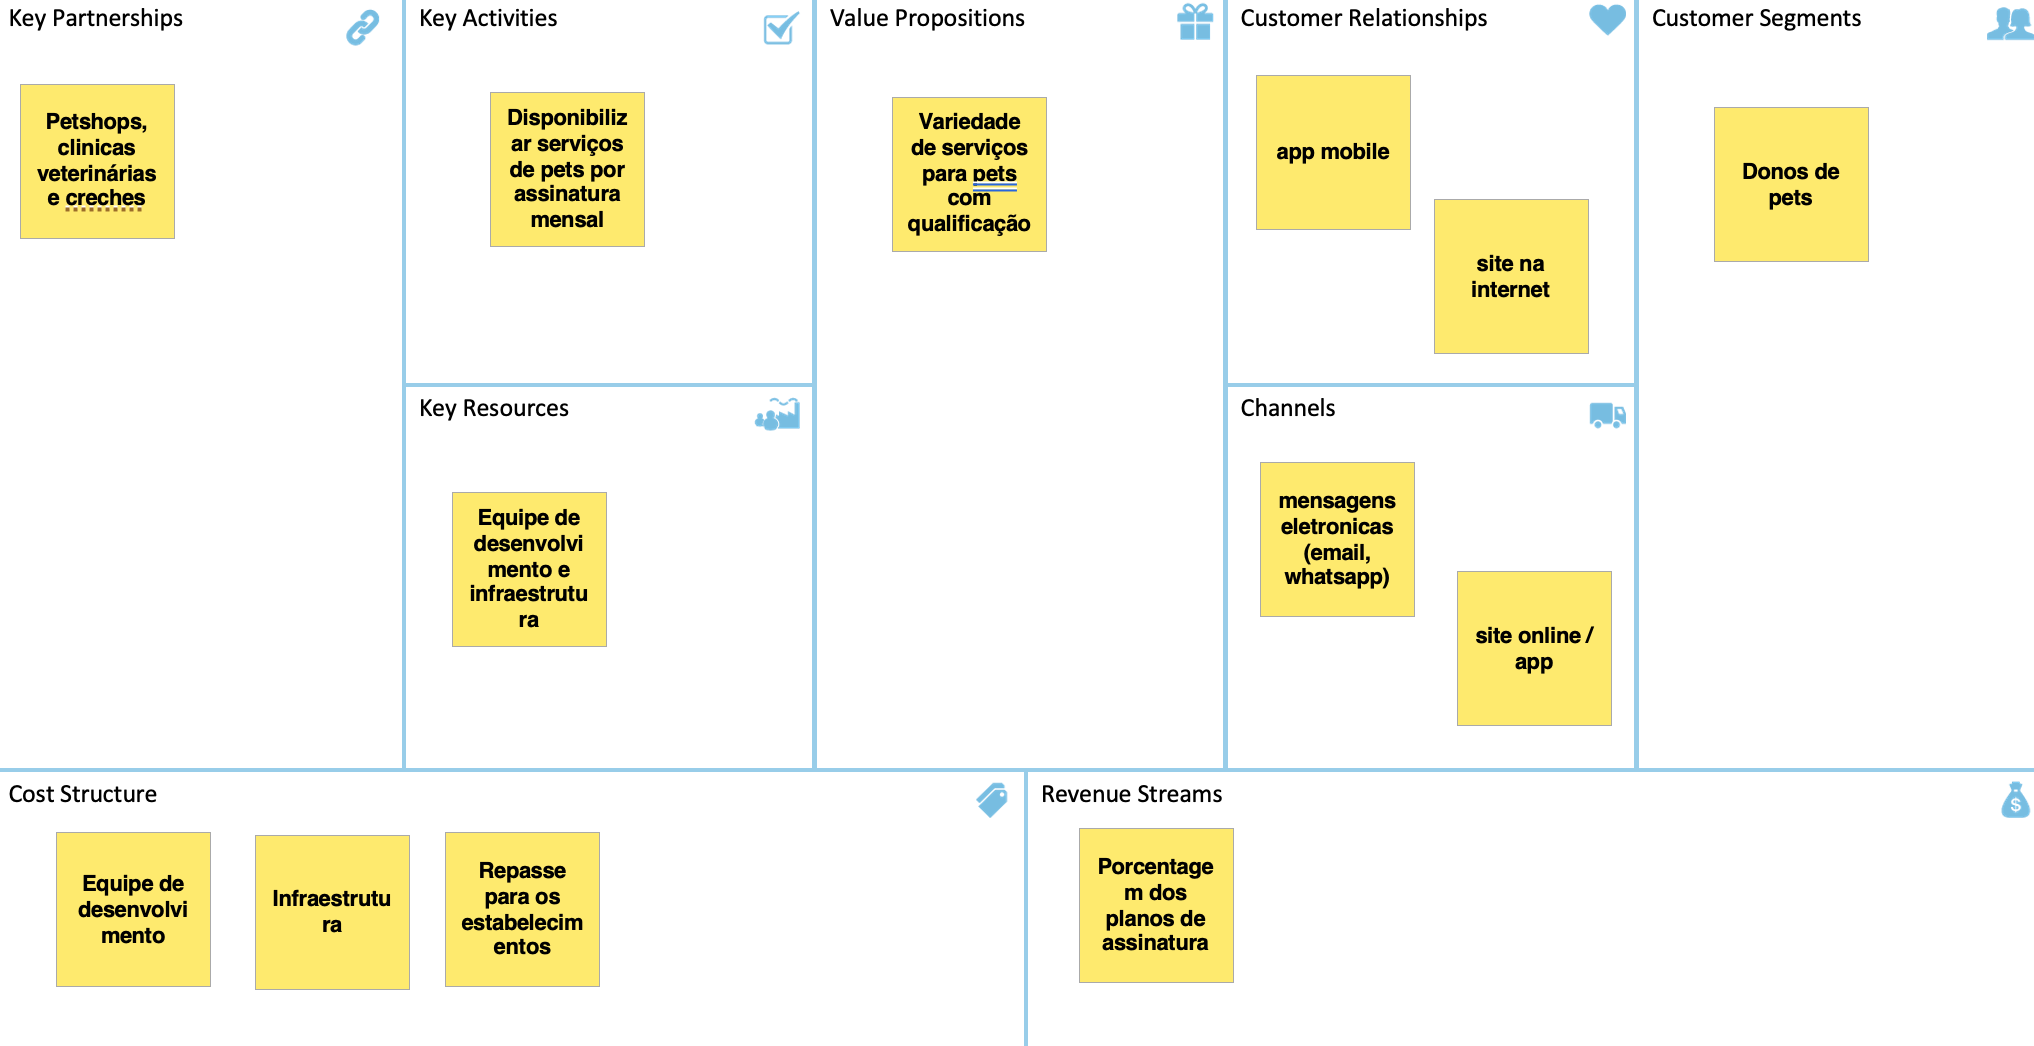 Key Partnerships
Petshops,
clinicas
veterinárias
e creches
Key Activities
Disponibiliz
ar serviços
de pets por
assinatura
mensal
Key Resources
Equipe de
desenvolvi
mento e
infraestrutu
ra
Value Propositions
Variedade
de serviços
para pets
com
qualificação
Customer Relationships
app mobile
site na
internet
Channels
mensagens
eletronicas
(email,
whatsapp)
site online /
app
Customer Segments
Donos de
pets
Cost Structure
Equipe de
desenvolvi
mento
Infraestrutu
ra
Repasse
para os
estabelecim
entos
Revenue Streams
$
Porcentage
m dos
planos de
assinatura